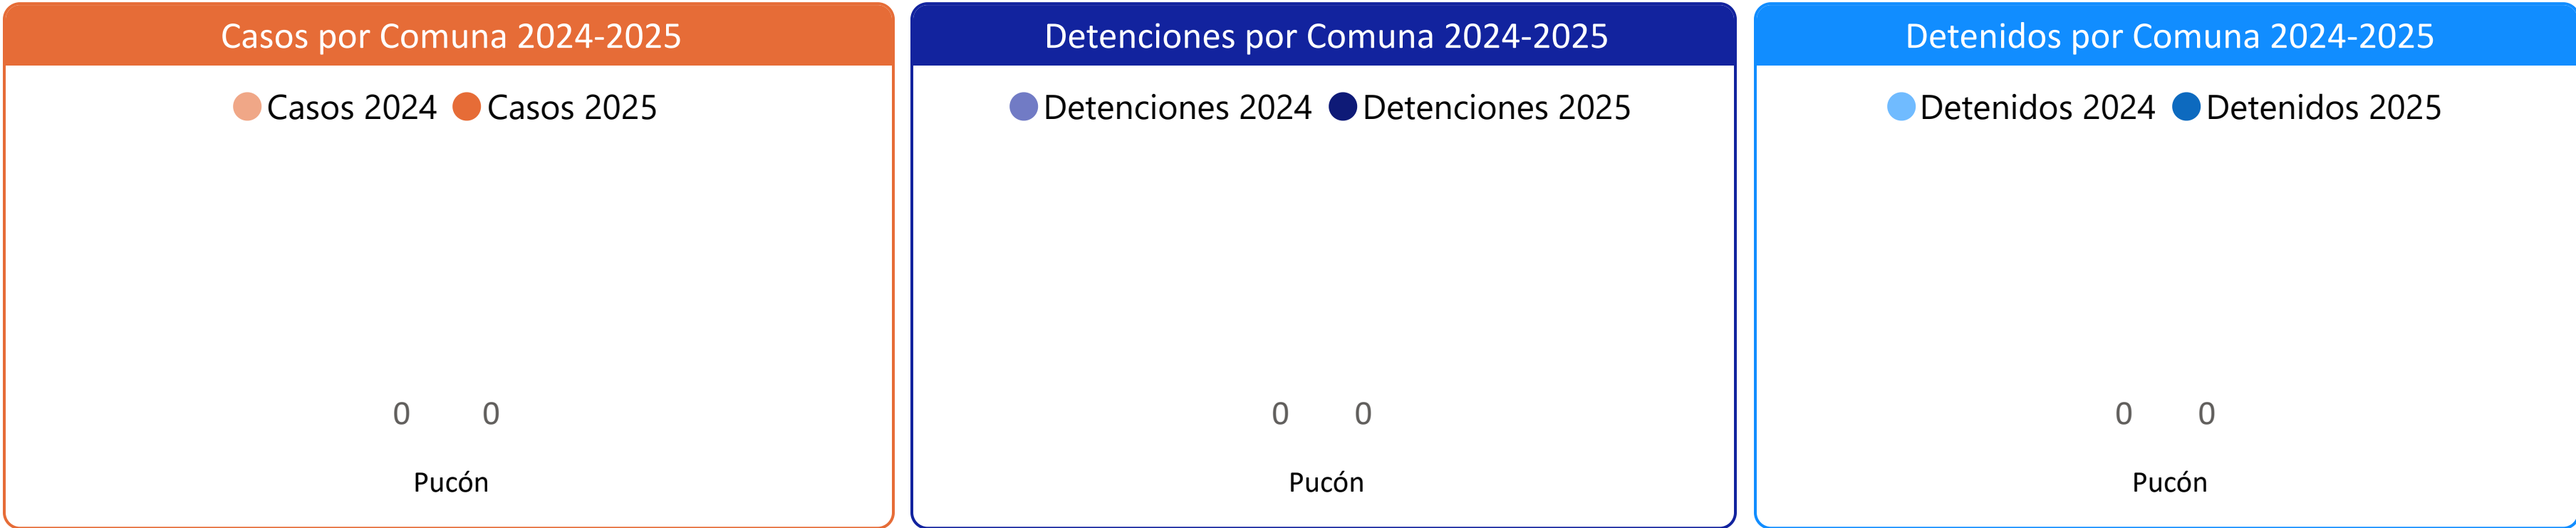 Casos por Comuna 2024-2025
Casos 2024 Casos 2025
0 0
Pucón
Detenciones por Comuna 2024-2025
Detenciones 2024 Detenciones 2025
0 0
Pucón
Detenidos por Comuna 2024-2025
Detenidos 2024 Detenidos 2025
0 0
Pucón